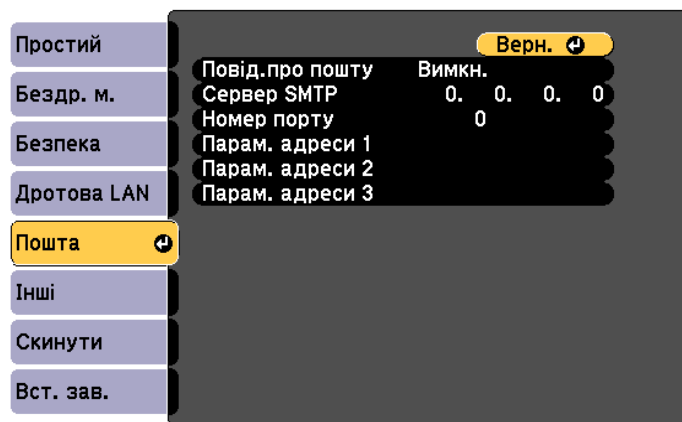 Простий
Бездр. м.
Безпека
Дротова LAN
Пошта
Інші
Скинути
Вст. зав.
Верн.
Повід.про пошту Вимкн.
Сервер SMTP 0. 0. 0. 0
Номер порту 0
Парам. адреси 1
Парам. адреси 2
Парам. адреси 3